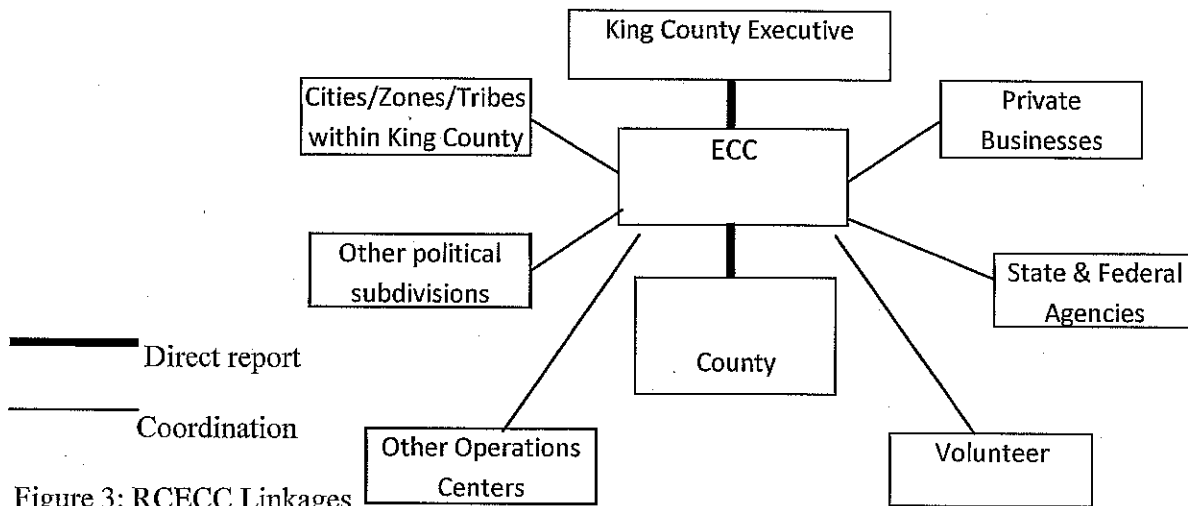 King County Executive
Cities/Zones/Tribes
within King County
ECC
Private
Businesses
Other political
subdivisions
State & Federal
Agencies
County
Direct report
Coordination
Other Operations
Centers
Volunteer
Figure 3: RCECC Linkages